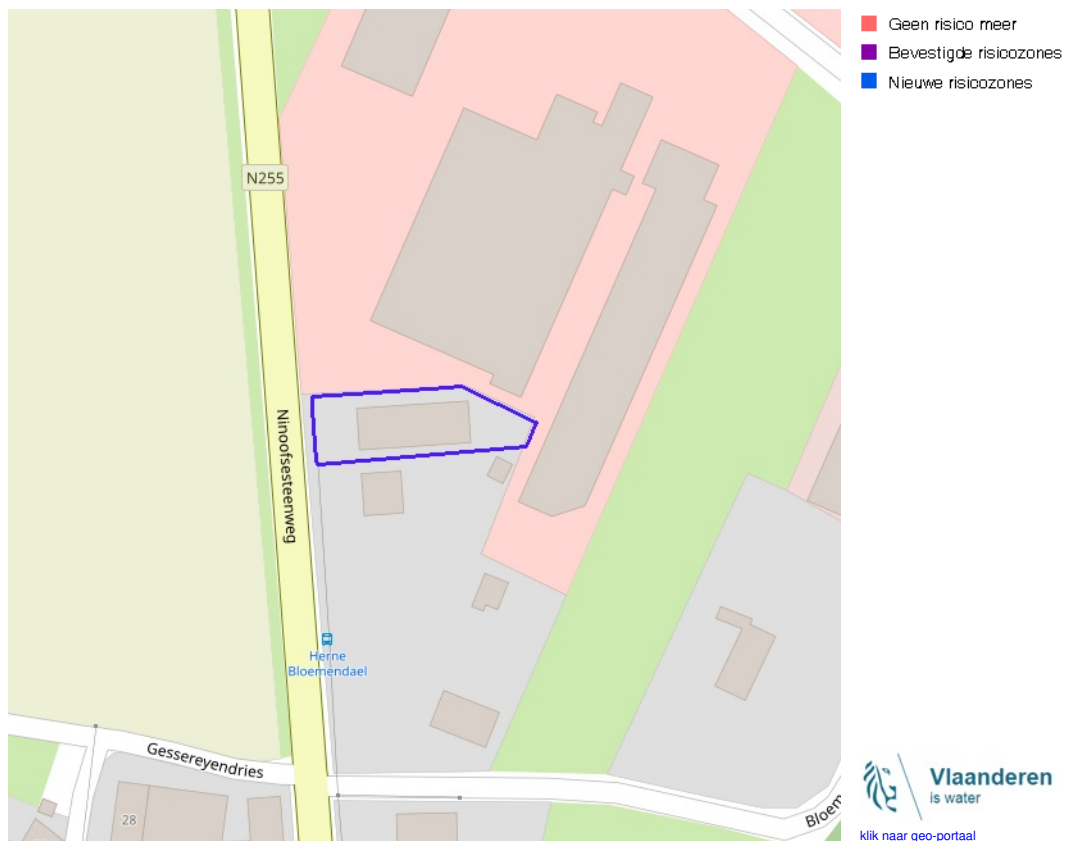 Geen risico meer
Bevestigde risicozones
Nieuwe risicozones
N255
Ninoofsesteenweg
Herne
Bloemendael
Gessereyendries
28
Bloem
Vlaanderen
is water
klik naar geo-portaal